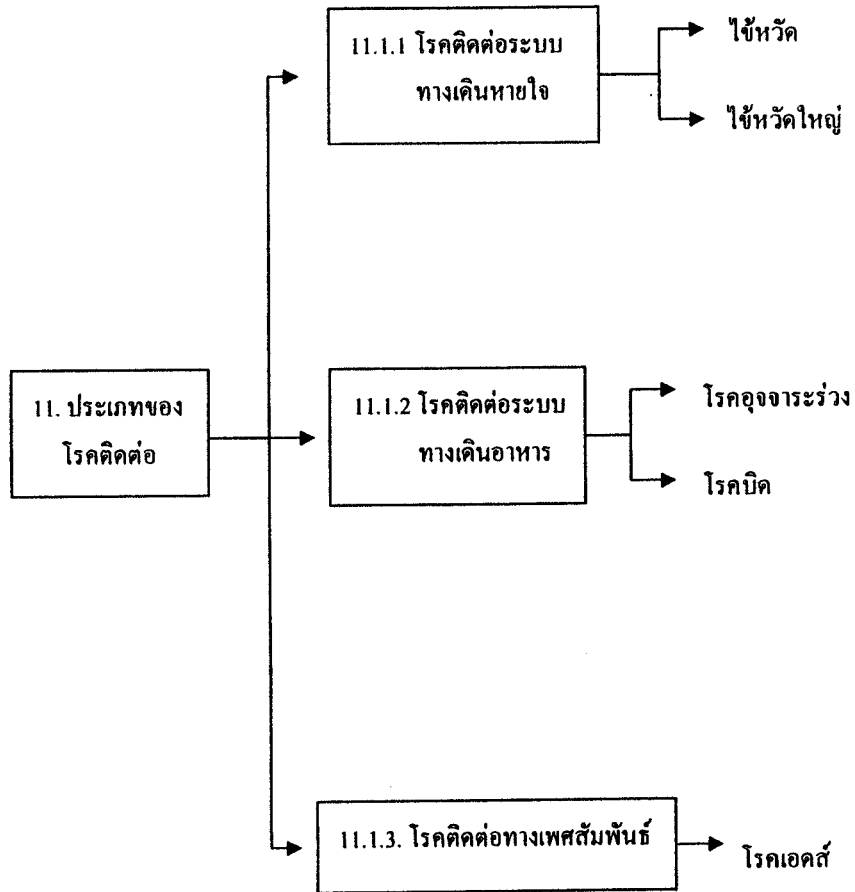 11.1.1 โรคติดต่อระบบ
ทางเดินหายใจ
ไข้หวัด
ไข้หวัดใหญ่
11. ประเภทของ
โรคติดต่อ
11.1.2 โรคติดต่อระบบ
ทางเดินอาหาร
โรคอุจจาระร่วง
โรคบิด
11.1.3. โรคติดต่อทางเพศสัมพันธ์
โรคเอดส์